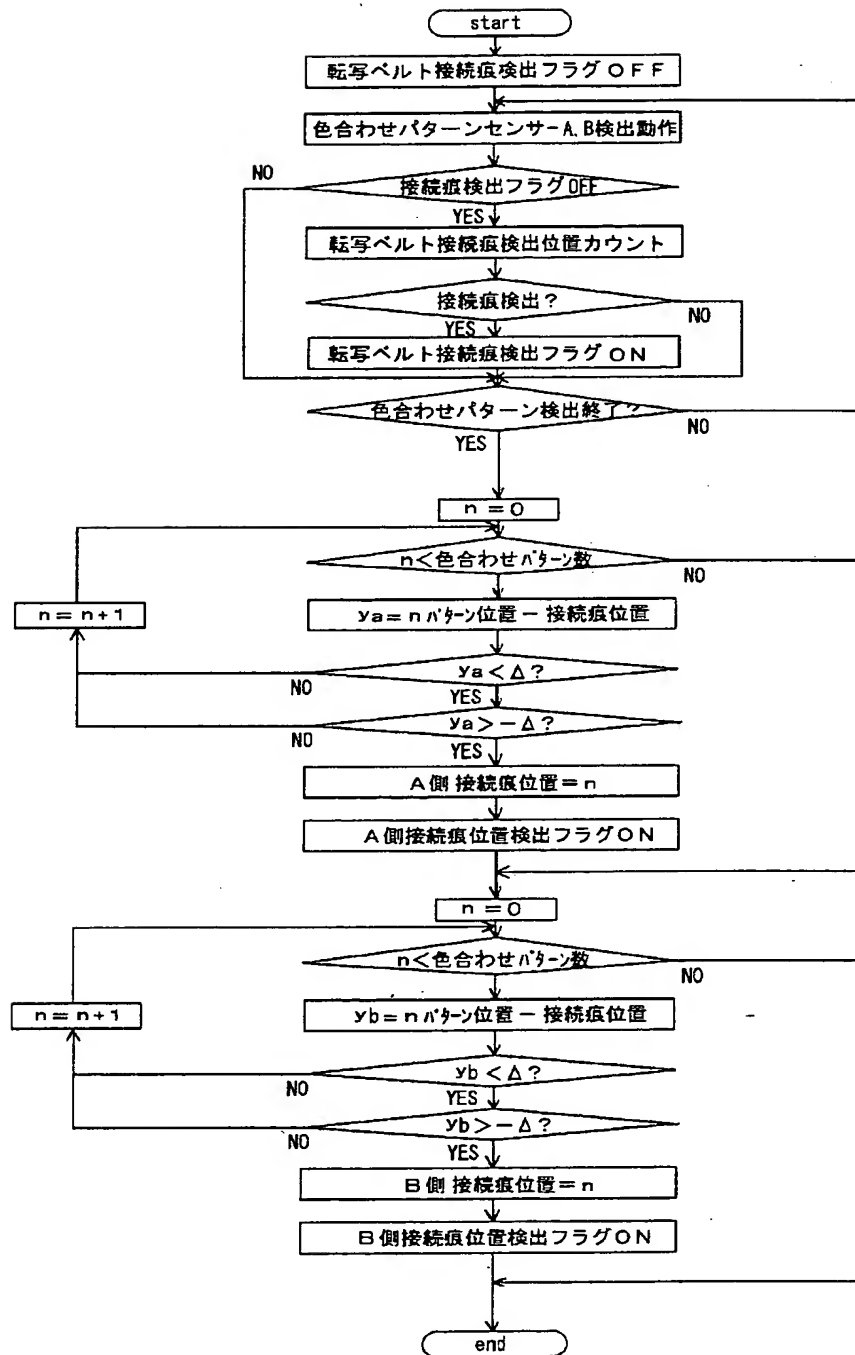 start
転写ベルト接続痕検出フラグOFF
色合わせパターンセンサーA、B検出動作
接続痕検出フラグOFF
NO
YES
転写ベルト接続痕検出位置カウント
接続痕検出?
NO
YES
転写ベルト接続痕検出フラグON
色合わせパターン検出終了?
NO
YES
n=0
n<色合わせパターン数
NO
n=n+1
ya=nパターン位置-接続痕位置
ya<Δ?
NO
YES
ya>-Δ?
NO
YES
A側接続痕位置=n
A側接続痕位置検出フラグON
n=0
n<色合わせパターン数
NO
n=n+1
yb=nパターン位置-接続痕位置
yb<Δ?
NO
YES
yb>-Δ?
NO
YES
B側接続痕位置=n
B側接続痕位置検出フラグON
end